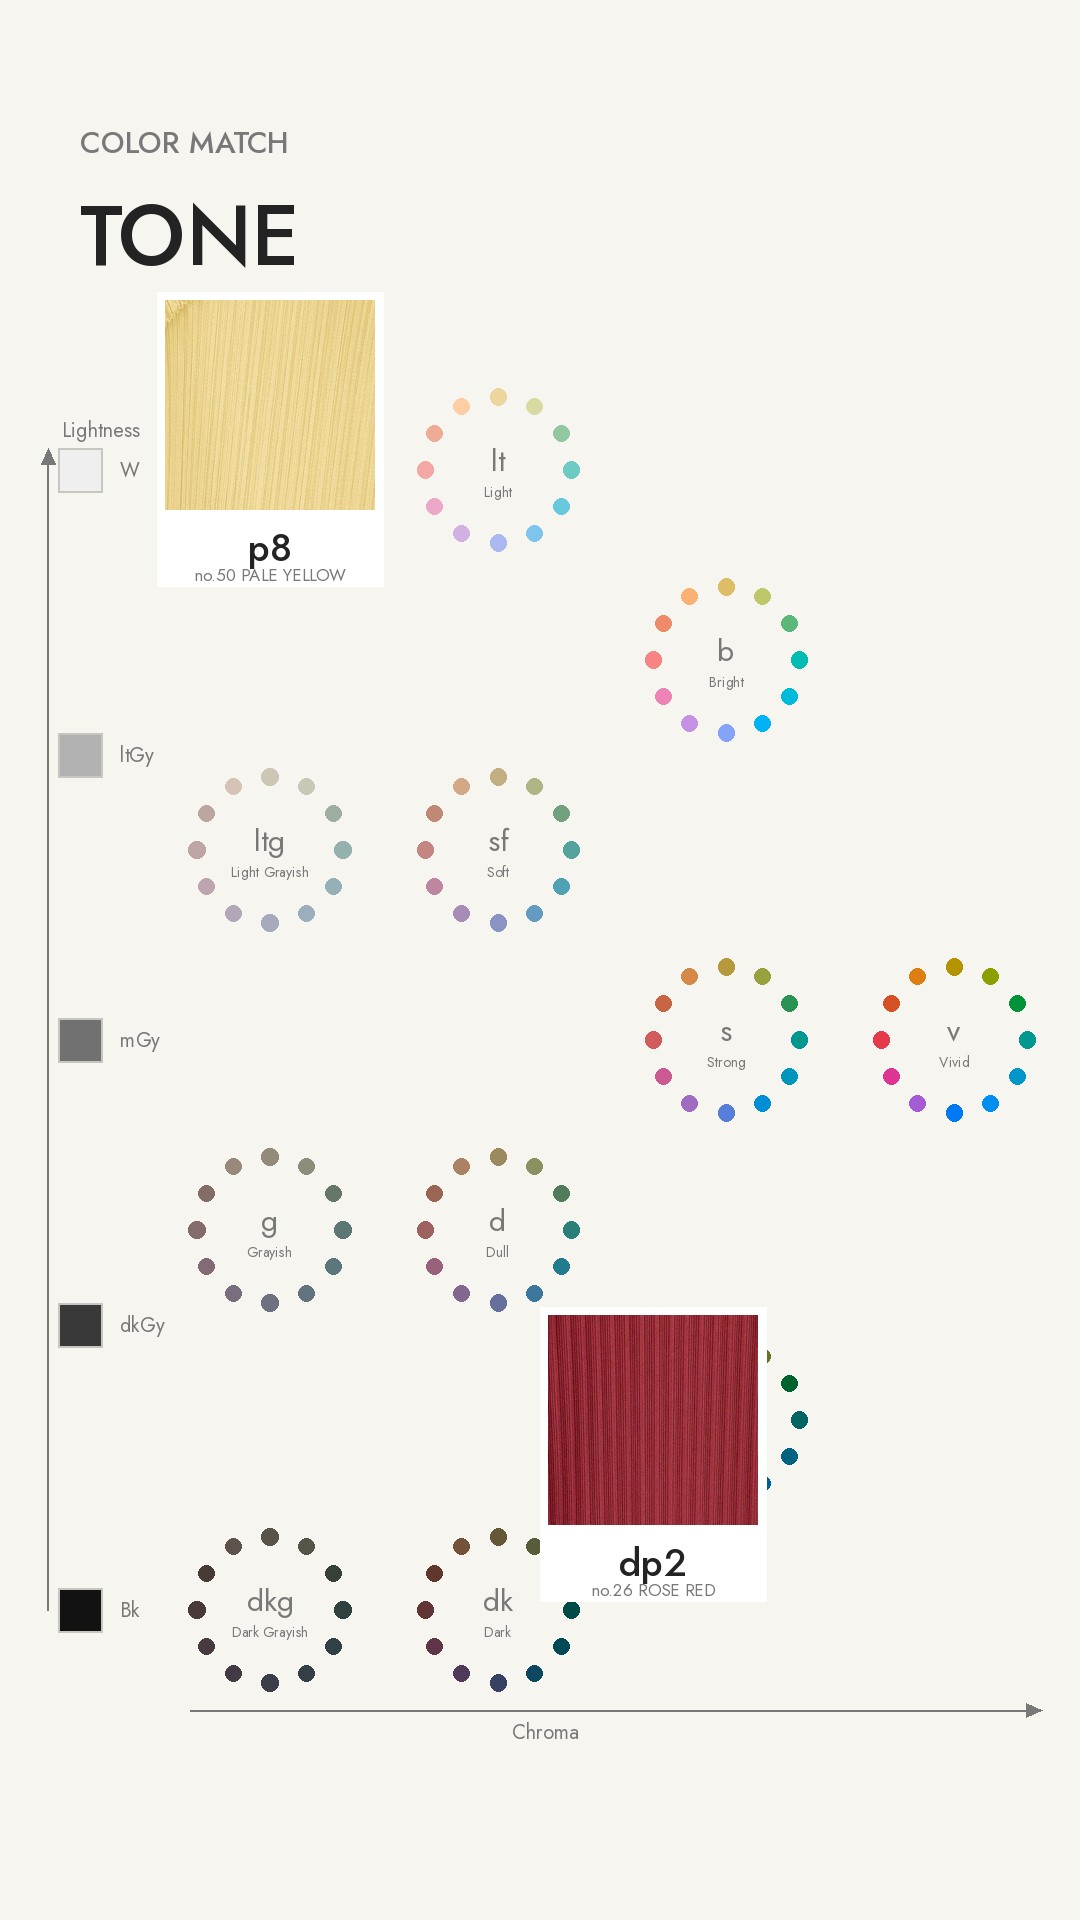 COLOR MATCH
TONE
Lightness
W
p8
no.50 PALE YELLOW
lt
Light
b
Bright
ltGy
ltg
Light Grayish
sf
Soft
mGy
s
Strong
v
Vivid
g
Grayish
d
Dull
dkGy
dp2
no.26 ROSE RED
Bk
dkg
Dark Grayish
dk
Dark
Chroma